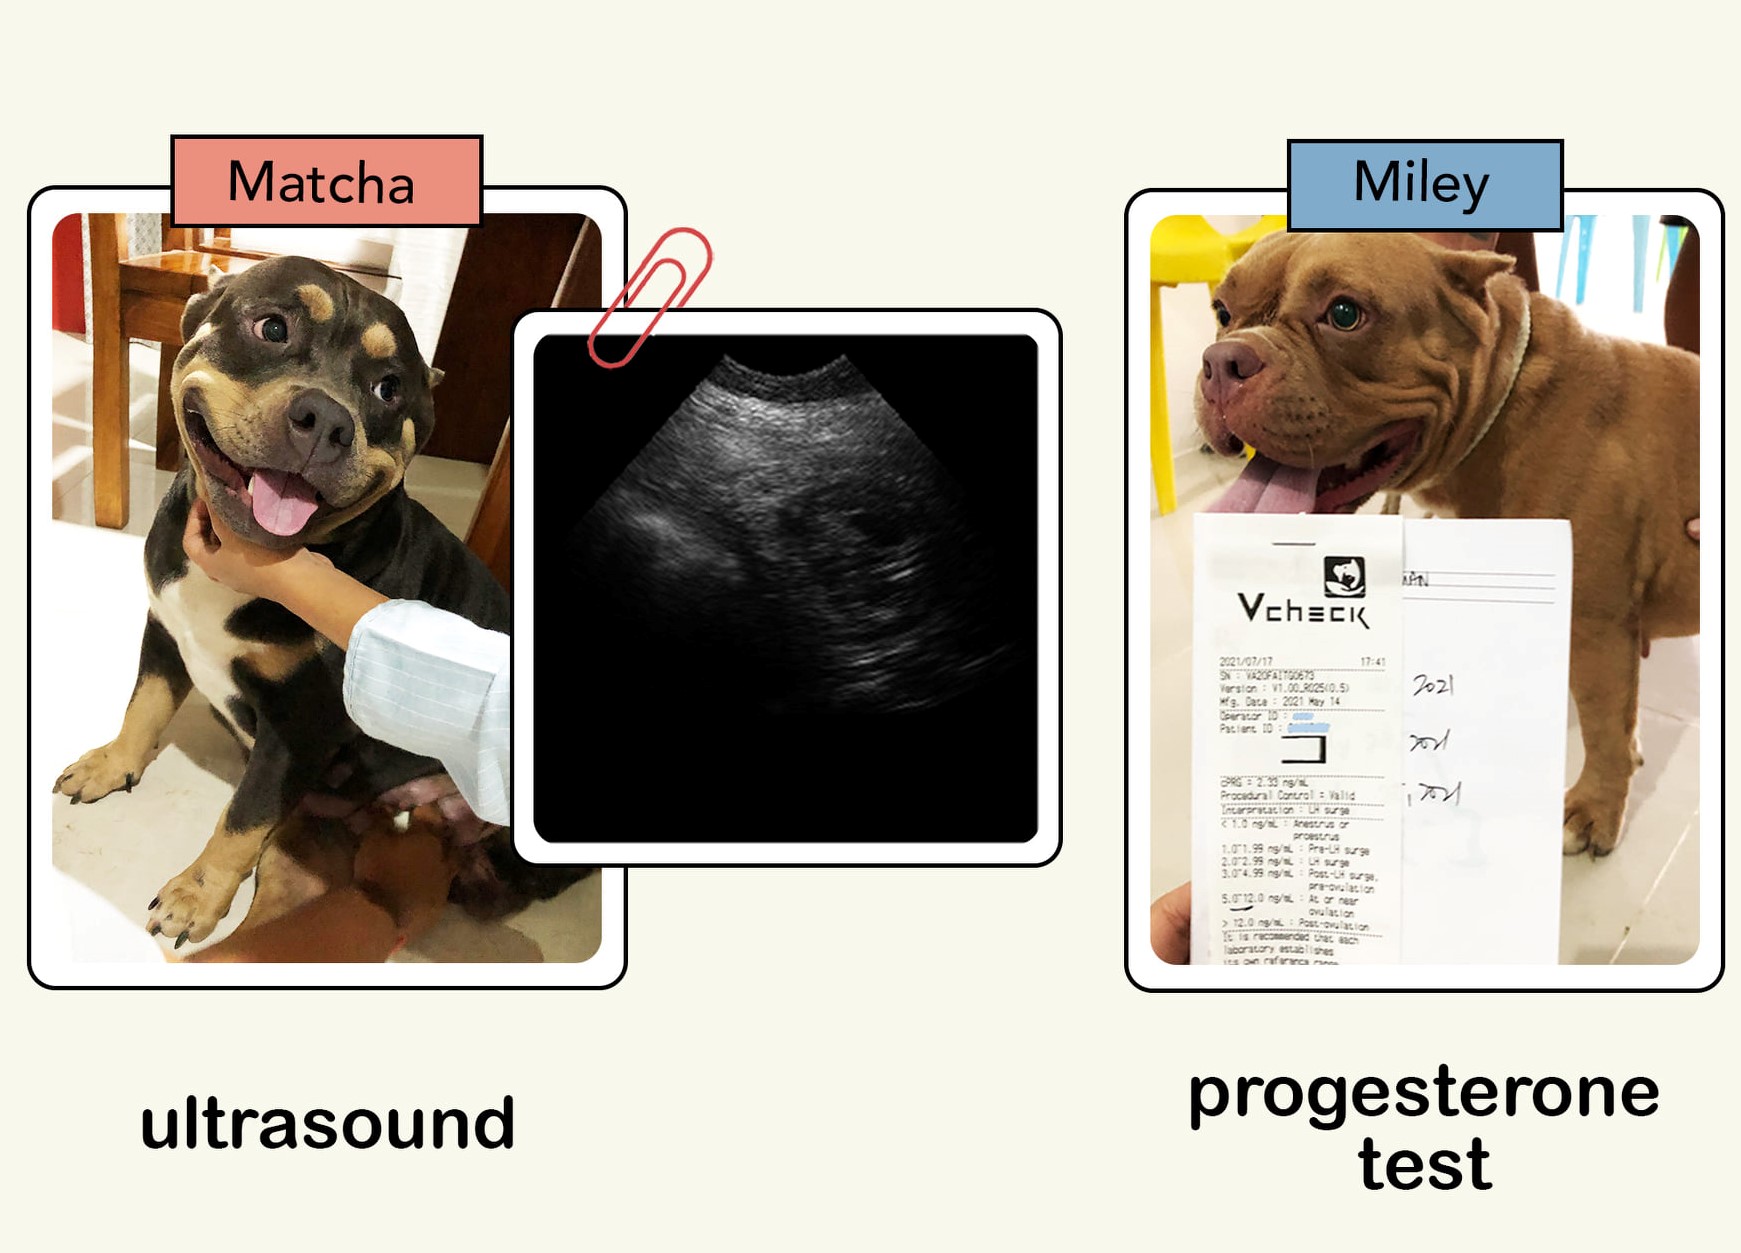 Matcha
ultrasound
Miley
Vcheck
2021/07/17 17:41
SN : VA20FAITG0673
Version : V1.00_R025(0.5)
Mfg. Date : 2021 May 14
Operator ID :
Patient ID :
cPRG = 2.33 ng/mL
Procedural Control = Valid
Interpretation : LH surge
< 1.0 ng/mL : Anestrus or
proestrus
1.0~1.99 ng/mL : Pre-LH surge
2.0~2.99 ng/mL : LH surge
3.0~4.99 ng/mL : Post-LH surge,
pre-ovulation
5.0~12.0 ng/mL : At or near
ovulation
> 12.0 ng/mL : Post-ovulation
It is recommended that each
laboratory establishes
its own reference range
2021
2021
, 2021
progesterone
test